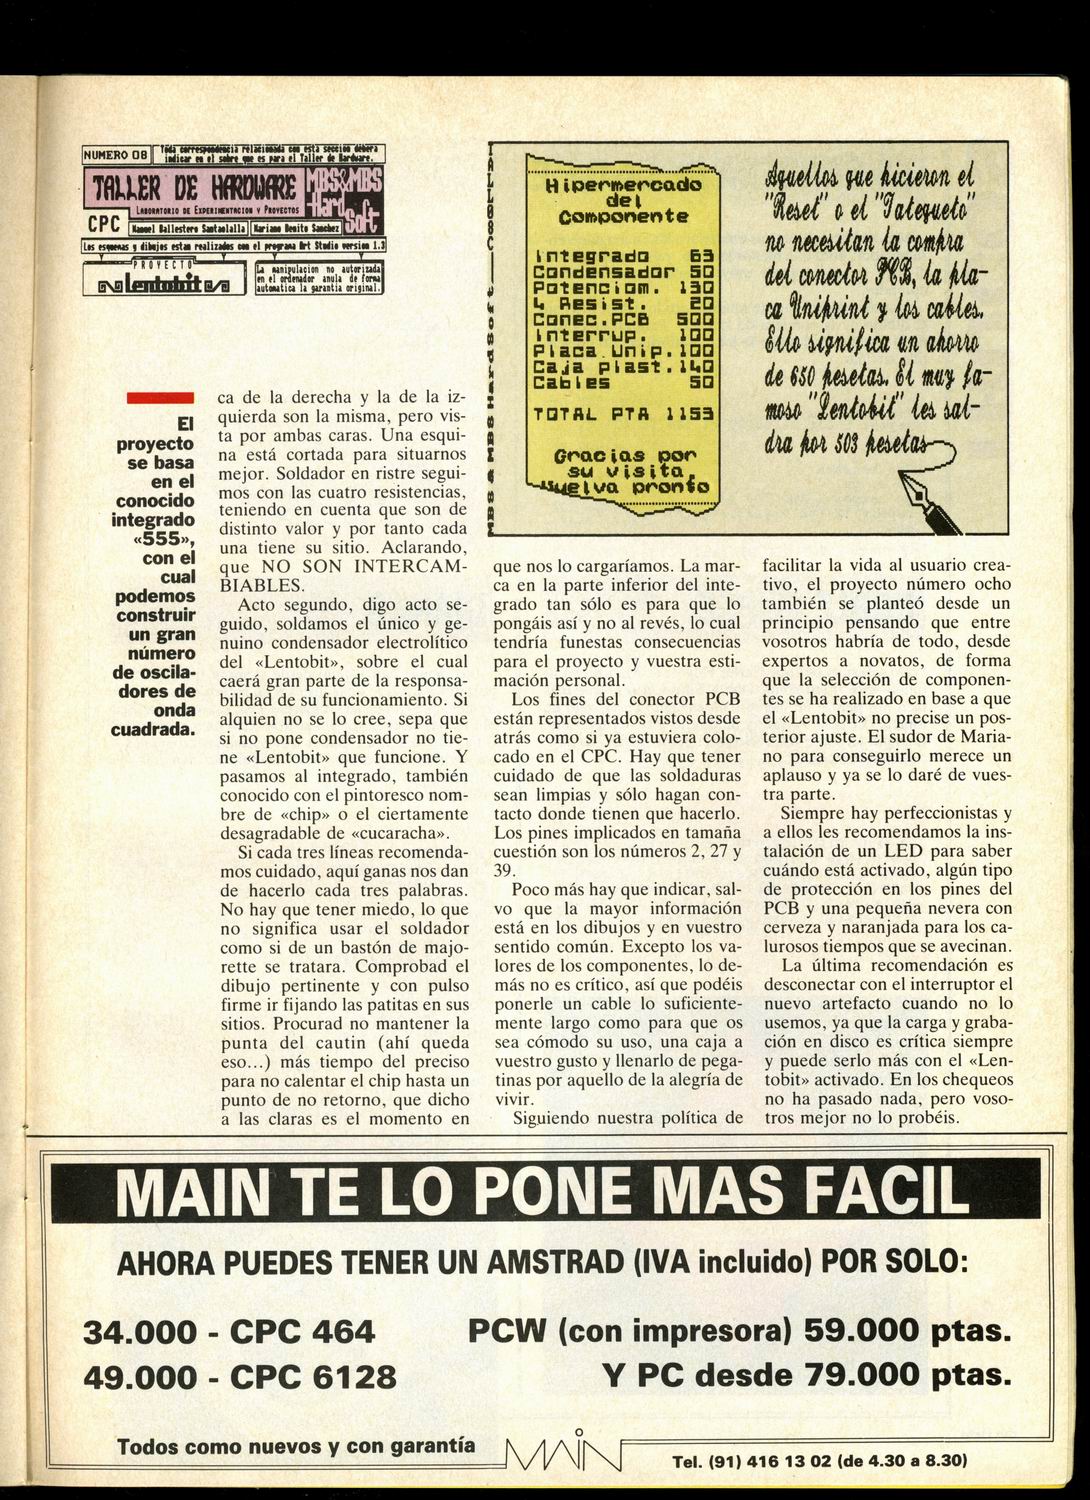 NUMERO 08
Toda correspondencia relacionada con esta seccion debera
indicar en el sobre que es para el Taller de Hardware.
TALLER DE HARDWARE
LABORATORIO DE EXPERIMENTACION Y PROYECTOS
MBS&MBS
Hard
Soft
CPC
Manuel Ballestero Santaolalla
Mariano Benito Sanchez
Los esquemas y dibujos estan realizados con el programa Art Studio version 1.3
PROYECTO
Lentobit
La manipulacion no autorizada
en el ordenador anula de forma
automatica la garantia original.
El
proyecto
se basa
en el
conocido
integrado
«555»,
con el
cual
podemos
construir
un gran
número
de oscila-
dores de
onda
cuadrada.
ca de la derecha y la de la iz-
quierda son la misma, pero vis-
ta por ambas caras. Una esqui-
na está cortada para situarnos
mejor. Soldador en ristre segui-
mos con las cuatro resistencias,
teniendo en cuenta que son de
distinto valor y por tanto cada
una tiene su sitio. Aclarando,
que NO SON INTERCAM-
BIABLES.
Acto segundo, digo acto se-
guido, soldamos el único y ge-
nuino condensador electrolítico
del «Lentobit», sobre el cual
caerá gran parte de la responsa-
bilidad de su funcionamiento. Si
alguien no se lo cree, sepa que
si no pone condensador no tie-
ne «Lentobit» que funcione. Y
pasamos al integrado, también
conocido con el pintoresco nom-
bre de «chip» o el ciertamente
desagradable de «cucaracha».
Si cada tres líneas recomenda-
mos cuidado, aquí ganas nos dan
de hacerlo cada tres palabras.
No hay que tener miedo, lo que
no significa usar el soldador
como si de un bastón de majo-
rette se tratara. Comprobad el
dibujo pertinente y con pulso
firme ir fijando las patitas en sus
sitios. Procurad no mantener la
punta del cautin (ahí queda
eso...) más tiempo del preciso
para no calentar el chip hasta un
punto de no retorno, que dicho
a las claras es el momento en
MBS & MBS HardSoft
Hipermercado
del
Componente
Integrado 63
Condensador 50
Potenciom. 130
4 Resist. 20
Conec.PCB 500
Interrup. 100
Placa Unip.100
Caja plast.140
Cables 50
TOTAL PTA 1153
Gracias por
su visita,
Vuelva pronto
Aquellos que hicieron el
"Reset" o el "Tatequeto"
no necesitan la compra
del conector PCB, la pla-
ca Uniprint y los cables.
Ello significa un ahorro
de 650 pesetas. El muy fa-
moso "Lentobit" les sal-
dra por 503 pesetas
que nos lo cargaríamos. La mar-
ca en la parte inferior del inte-
grado tan sólo es para que lo
pongáis así y no al revés, lo cual
tendría funestas consecuencias
para el proyecto y vuestra esti-
mación personal.
Los fines del conector PCB
están representados vistos desde
atrás como si ya estuviera colo-
cado en el CPC. Hay que tener
cuidado de que las soldaduras
sean limpias y sólo hagan con-
tacto donde tienen que hacerlo.
Los pines implicados en tamaña
cuestión son los números 2, 27 y
39.
Poco más hay que indicar, sal-
vo que la mayor información
está en los dibujos y en vuestro
sentido común. Excepto los va-
lores de los componentes, lo de-
más no es crítico, así que podéis
ponerle un cable lo suficiente-
mente largo como para que os
sea cómodo su uso, una caja a
vuestro gusto y llenarlo de pega-
tinas por aquello de la alegría de
vivir.
Siguiendo nuestra política de
facilitar la vida al usuario crea-
tivo, el proyecto número ocho
también se planteó desde un
principio pensando que entre
vosotros habría de todo, desde
expertos a novatos, de forma
que la selección de componen-
tes se ha realizado en base a que
el «Lentobit» no precise un pos-
terior ajuste. El sudor de Maria-
no para conseguirlo merece un
aplauso y ya se lo daré de vues-
tra parte.
Siempre hay perfeccionistas y
a ellos les recomendamos la ins-
talación de un LED para saber
cuándo está activado, algún tipo
de protección en los pines del
PCB y una pequeña nevera con
cerveza y naranjada para los ca-
lurosos tiempos que se avecinan.
La última recomendación es
desconectar con el interruptor el
nuevo artefacto cuando no lo
usemos, ya que la carga y graba-
ción en disco es crítica siempre
y puede serlo más con el «Len-
tobit» activado. En los chequeos
no ha pasado nada, pero voso-
tros mejor no lo probéis.
MAIN TE LO PONE MAS FACIL
AHORA PUEDES TENER UN AMSTRAD (IVA incluido) POR SOLO:
34.000 - CPC 464
49.000 - CPC 6128
PCW (con impresora) 59.000 ptas.
Y PC desde 79.000 ptas.
Todos como nuevos y con garantía
MAIN
Tel. (91) 416 13 02 (de 4.30 a 8.30)